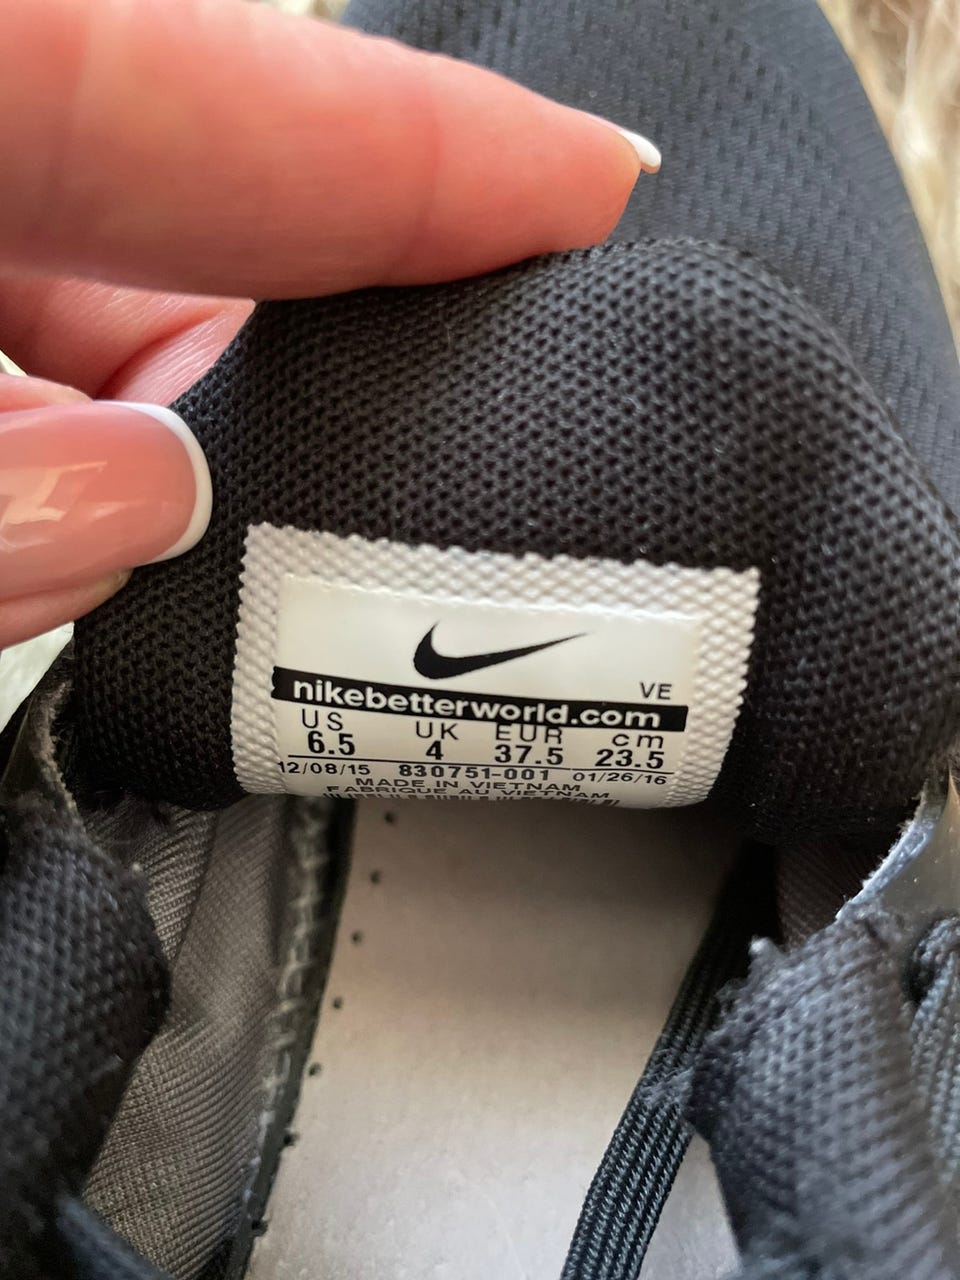 VE
nikebetterworld.com
US UK EUR cm
6.5 4 37.5 23.5
12/08/15 830751-001 01/26/16
MADE IN VIETNAM
FABRIQUE AU VIETNAM